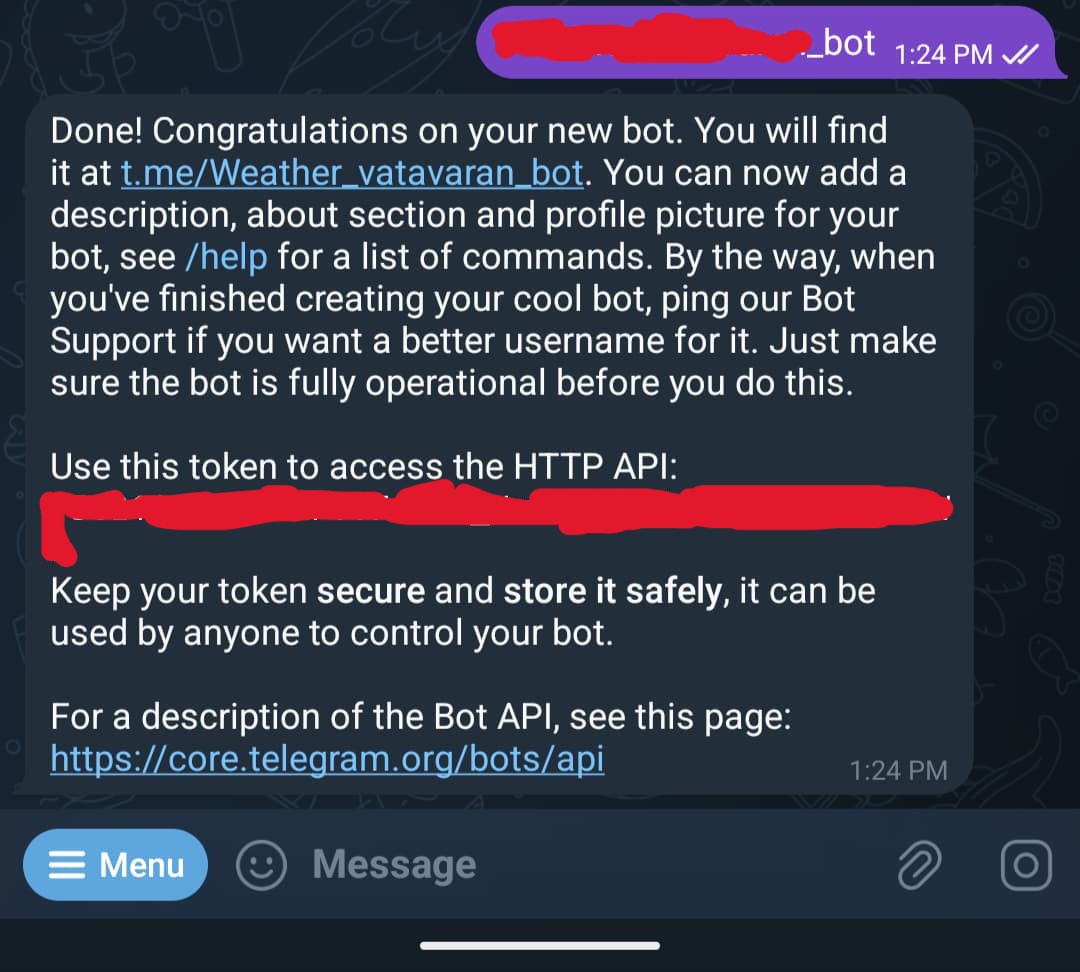 _bot 1:24 PM
Done! Congratulations on your new bot. You will find
it at t.me/Weather_vatavaran_bot. You can now add a
description, about section and profile picture for your
bot, see /help for a list of commands. By the way, when
you've finished creating your cool bot, ping our Bot
Support if you want a better username for it. Just make
sure the bot is fully operational before you do this.
Use this token to access the HTTP API:
Keep your token secure and store it safely, it can be
used by anyone to control your bot.
For a description of the Bot API, see this page:
https://core.telegram.org/bots/api
1:24 PM
Menu Message